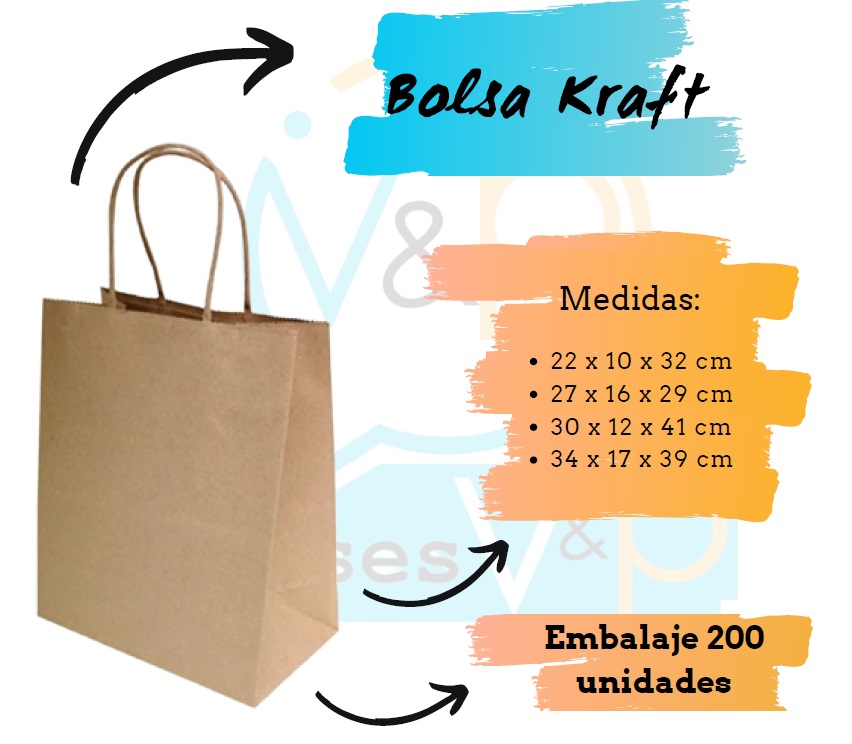 Bolsa Kraft
Medidas:
• 22 x 10 x 32 cm
• 27 x 16 x 29 cm
• 30 x 12 x 41 cm
• 34 x 17 x 39 cm
Embalaje 200
unidades
V&p
V&p